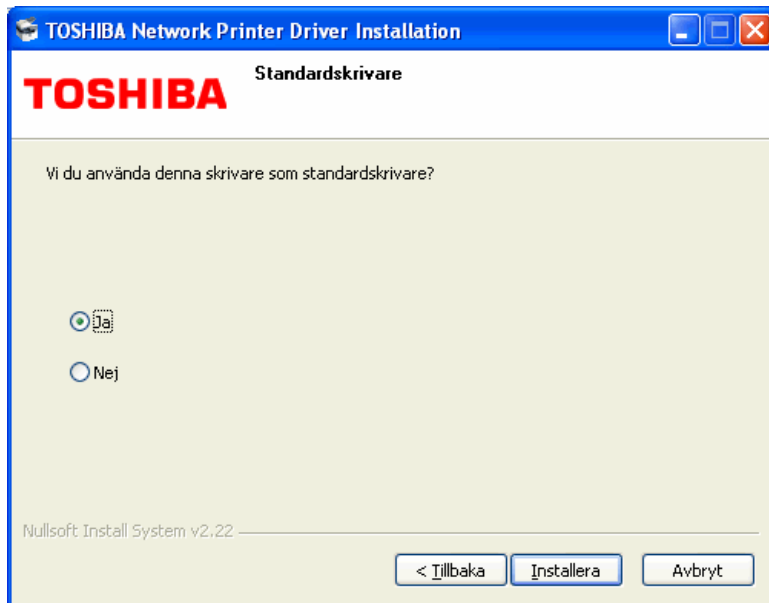 TOSHIBA Network Printer Driver Installation
TOSHIBA
Standardskrivare
Vi du använda denna skrivare som standardskrivare?
Ja
Nej
Nullsoft Install System v2.22
< Tillbaka
Installera
Avbryt